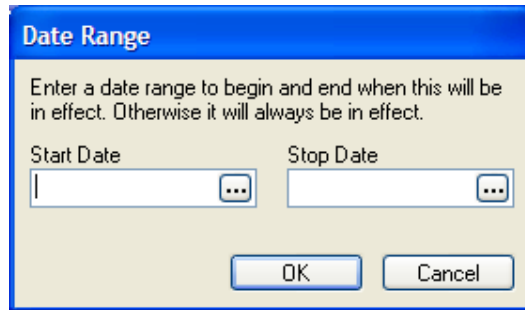 Date Range
Enter a date range to begin and end when this will be
in effect. Otherwise it will always be in effect.
Start Date Stop Date
... ...
OK Cancel